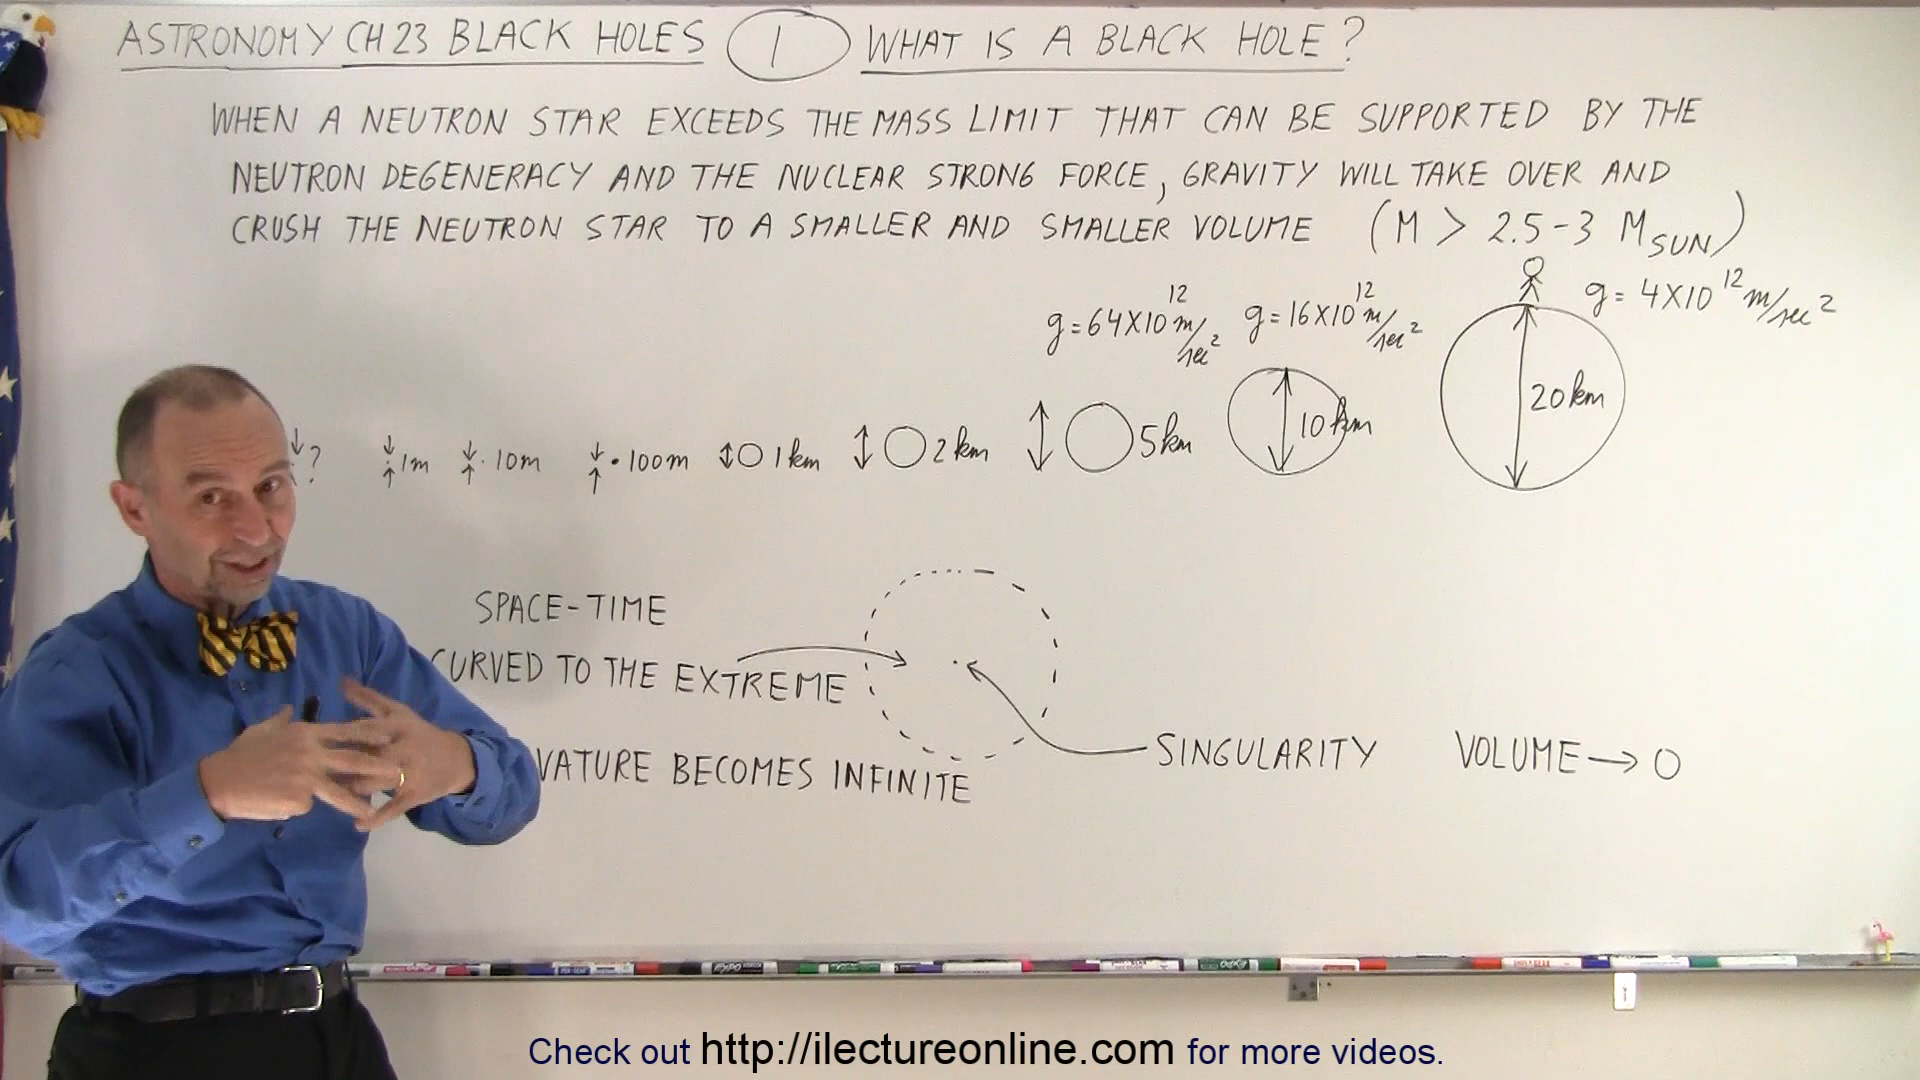 ASTRONOMY CH 23 BLACK HOLES 1 WHAT IS A BLACK HOLE?
WHEN A NEUTRON STAR EXCEEDS THE MASS LIMIT THAT CAN BE SUPPORTED BY THE
NEUTRON DEGENERACY AND THE NUCLEAR STRONG FORCE, GRAVITY WILL TAKE OVER AND
CRUSH THE NEUTRON STAR TO A SMALLER AND SMALLER VOLUME (M > 2.5-3 M_SUN)
g=64X10^12 m/sec^2 g=16X10^12 m/sec^2 g=4X10^12 m/sec^2
? 1m 10m 100m 1km 2km 5km 10km 20km
SPACE-TIME
CURVED TO THE EXTREME
VATURE BECOMES INFINITE SINGULARITY VOLUME → 0
Check out http://ilectureonline.com for more videos.